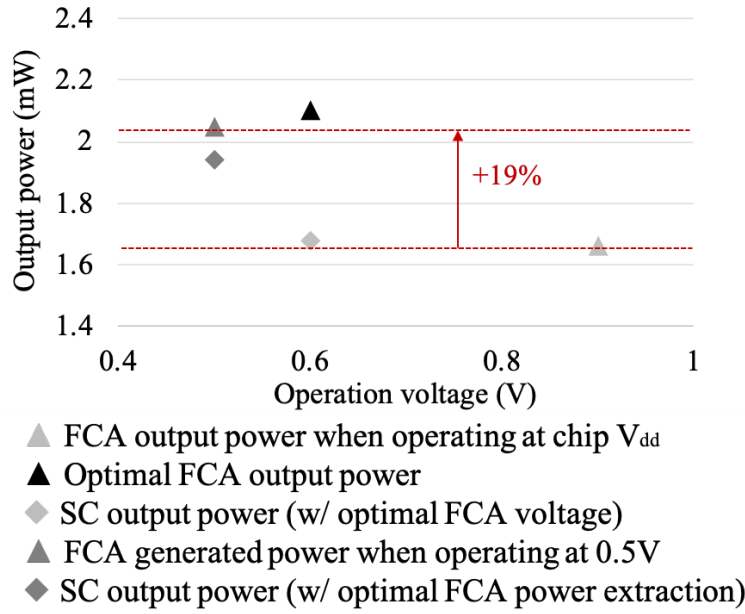 Output power (mW)
2.4
2.2
2
1.8
1.6
1.4
+19%
0.4
0.6
0.8
1
Operation voltage (V)
FCA output power when operating at chip Vdd
Optimal FCA output power
SC output power (w/ optimal FCA voltage)
FCA generated power when operating at 0.5V
SC output power (w/ optimal FCA power extraction)